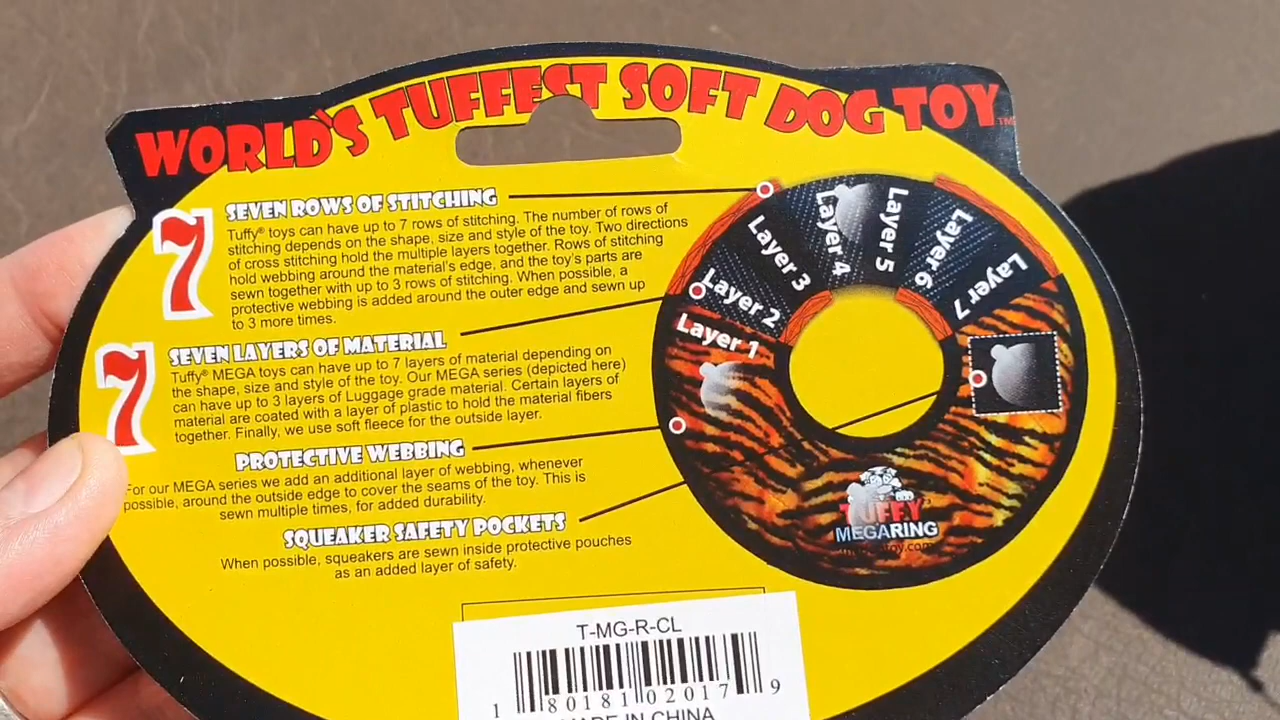 WORLD'S TUFFEST SOFT DOG TOY™
7
SEVEN ROWS OF STITCHING
Tuffy® toys can have up to 7 rows of stitching. The number of rows of
stitching depends on the shape, size and style of the toy. Two directions
of cross stitching hold the multiple layers together. Rows of stitching
hold webbing around the material's edge, and the toy's parts are
sewn together with up to 3 rows of stitching. When possible, a
protective webbing is added around the outer edge and sewn up
to 3 more times.
7
SEVEN LAYERS OF MATERIAL
Tuffy® MEGA toys can have up to 7 layers of material depending on
the shape, size and style of the toy. Our MEGA series (depicted here)
can have up to 3 layers of Luggage grade material. Certain layers of
material are coated with a layer of plastic to hold the material fibers
together. Finally, we use soft fleece for the outside layer.
PROTECTIVE WEBBING
For our MEGA series we add an additional layer of webbing, whenever
possible, around the outside edge to cover the seams of the toy. This is
sewn multiple times, for added durability.
SQUEAKER SAFETY POCKETS
When possible, squeakers are sewn inside protective pouches
as an added layer of safety.
Layer 1
Layer 2
Layer 3
Layer 4
Layer 5
Layer 6
Layer 7
TUFFY
MEGARING
T-MG-R-CL
1 80181 02017 9
MADE IN CHINA